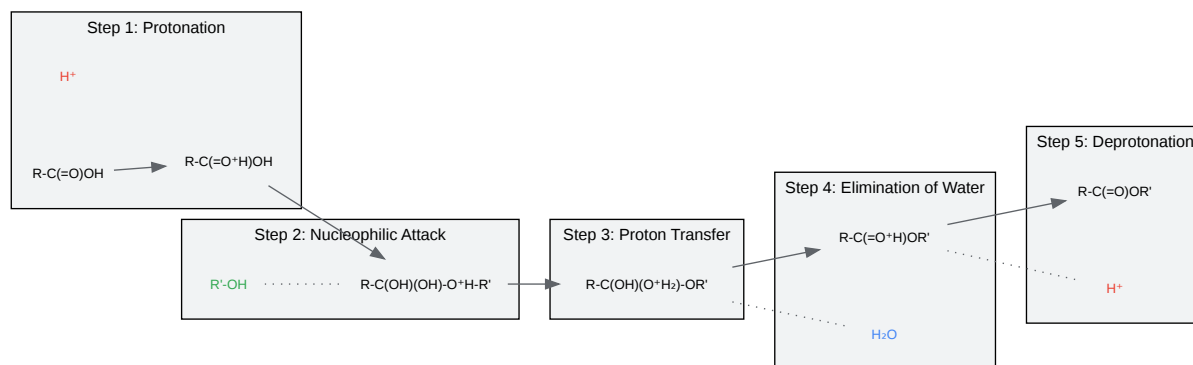 Step 1: Protonation
H⁺
R-C(=O)OH
R-C(=O⁺H)OH
Step 2: Nucleophilic Attack
R'-OH
R-C(OH)(OH)-O⁺H-R'
Step 3: Proton Transfer
R-C(OH)(O⁺H₂)-OR'
Step 4: Elimination of Water
R-C(=O⁺H)OR'
H₂O
Step 5: Deprotonation
R-C(=O)OR'
H⁺